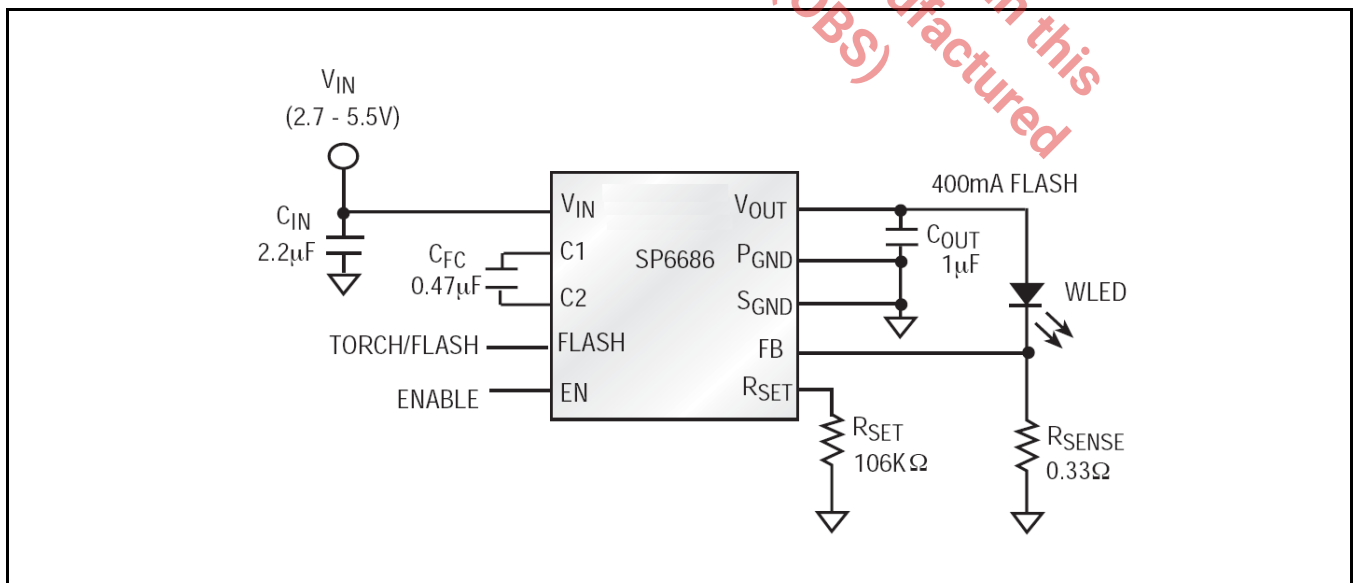 in this
ufactured
OBS)
VIN
(2.7 - 5.5V)
CIN
2.2μF
CFC
0.47μF
TORCH/FLASH
ENABLE
VIN
C1
C2
FLASH
EN
SP6686
VOUT
PGND
SGND
FB
RSET
400mA FLASH
COUT
1μF
WLED
RSET
106KΩ
RSENSE
0.33Ω